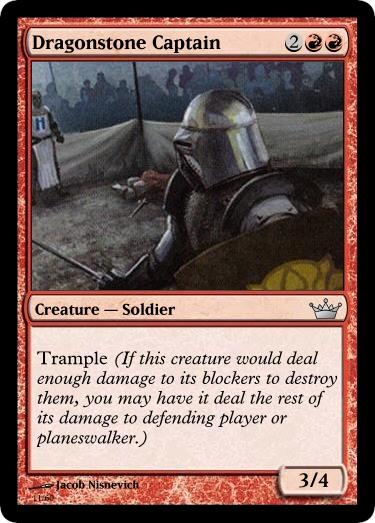 Dragonstone Captain 2
Creature — Soldier
Trample (If this creature would deal
enough damage to its blockers to destroy
them, you may have it deal the rest of
its damage to defending player or
planeswalker.)
Jacob Nisnevich
11/60
3/4